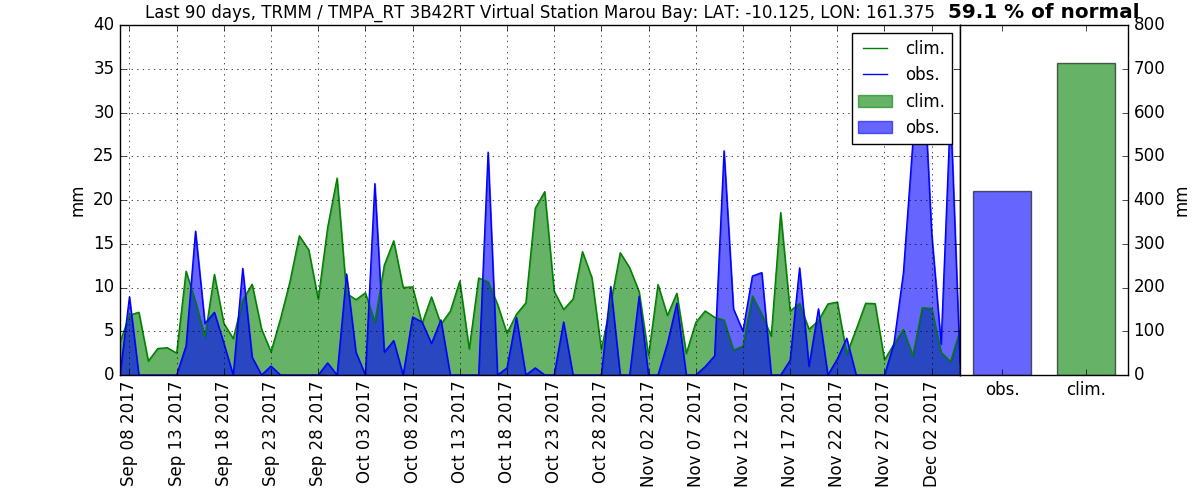 Last 90 days, TRMM / TMPA_RT 3B42RT Virtual Station Marou Bay: LAT: -10.125, LON: 161.375 59.1 % of normal
40
35
30
25
20
15
10
5
0
mm
clim.
obs.
clim.
obs.
800
700
600
500
400
300
200
100
0
mm
Sep 08 2017
Sep 13 2017
Sep 18 2017
Sep 23 2017
Sep 28 2017
Oct 03 2017
Oct 08 2017
Oct 13 2017
Oct 18 2017
Oct 23 2017
Oct 28 2017
Nov 02 2017
Nov 07 2017
Nov 12 2017
Nov 17 2017
Nov 22 2017
Nov 27 2017
Dec 02 2017
obs.
clim.